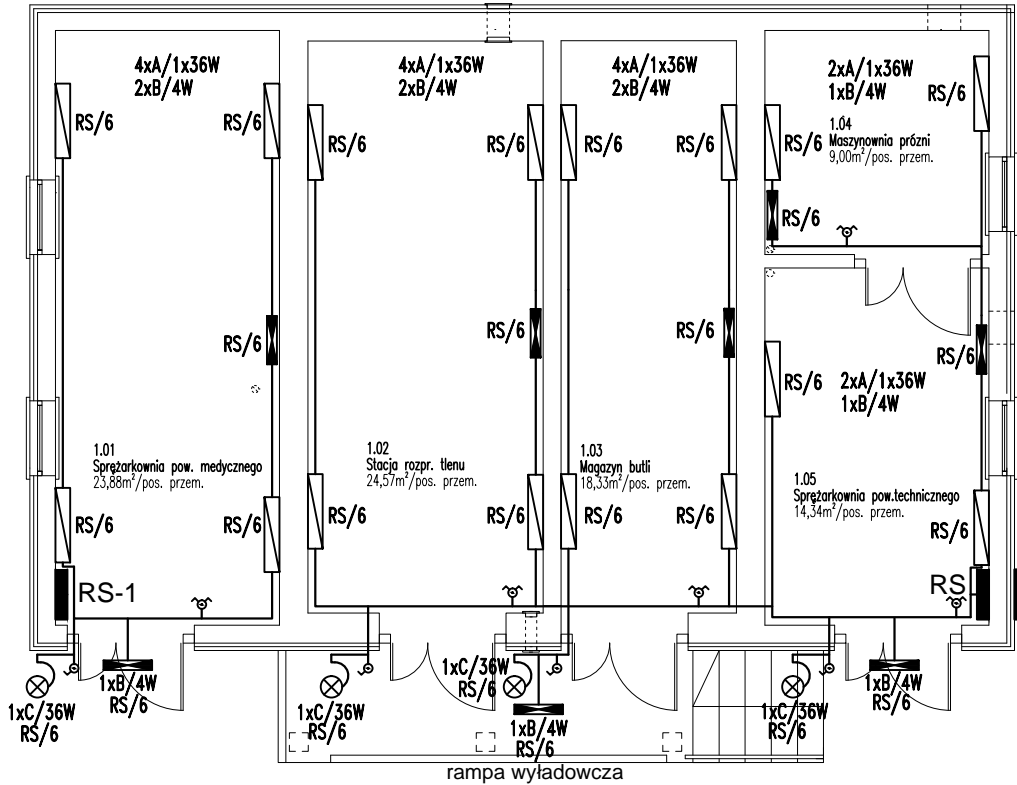 4xA/1x36W
2xB/4W
4xA/1x36W
2xB/4W
4xA/1x36W
2xB/4W
2xA/1x36W
1xB/4W
RS/6
RS/6
RS/6
RS/6
RS/6
RS/6
RS/6
RS/6
1.04
Maszynownia prózni
9,00m²/pos. przem.
RS/6
RS/6
RS/6
RS/6
RS/6
RS/6
2xA/1x36W
1xB/4W
1.01
Sprężarkownia pow. medycznego
23,88m²/pos. przem.
1.02
Stacja rozpr. tlenu
24,57m²/pos. przem.
1.03
Magazyn butli
18,33m²/pos. przem.
1.05
Sprężarkownia pow.technicznego
14,34m²/pos. przem.
RS/6
RS/6
RS/6
RS/6
RS/6
RS/6
RS/6
RS-1
RS
1xB/4W
RS/6
1xC/36W
RS/6
1xC/36W
RS/6
1xC/36W
RS/6
1xB/4W
RS/6
1xC/36W
RS/6
1xB/4W
RS/6
rampa wyładowcza